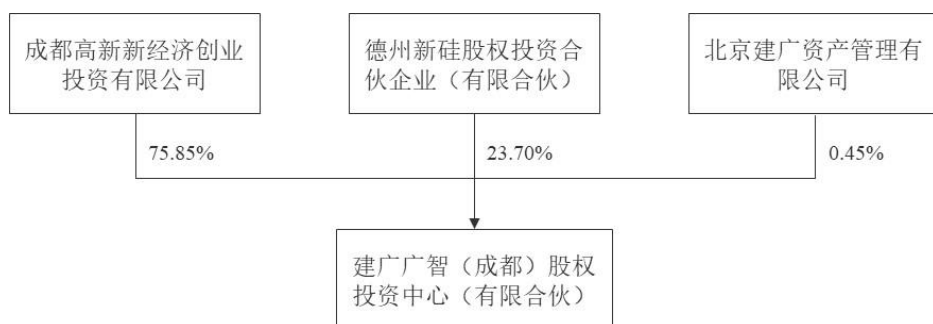 成都高新新经济创业
投资有限公司
德州新硅股权投资合
伙企业（有限合伙）
北京建广资产管理有
限公司
75.85%
23.70%
0.45%
建广广智（成都）股权
投资中心（有限合伙）